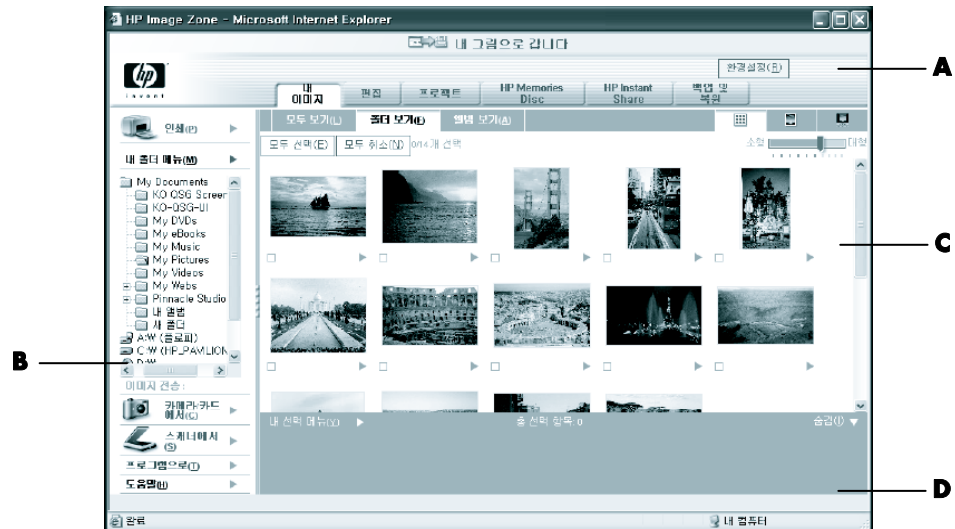 HP Image Zone - Microsoft Internet Explorer
내 그림으로 갑니다
환경설정(R)
A
hp
invent
내 이미지
편집
프로젝트
HP Memories Disc
HP Instant Share
백업 및 복원
인쇄(P)
모두 보기(L)
폴더 보기(E)
앨범 보기(A)
내 폴더 메뉴(M)
모두 선택(E)
모두 취소(N)
0/14개 선택
소형
대형
My Documents
KO QSG Screer
KO-QSG-UI
My DVDs
My eBooks
My Music
My Pictures
My Videos
My Webs
Pinnacle Studio
내 앨범
새 폴더
A:₩ (플로피)
C:₩ (HP_PAVILION
D:₩
B
C
이미지 전송:
카메라/카드에서(C)
스캐너에서(S)
프로그램으로(T)
도움말(H)
내 선택 메뉴(Y)
총 선택 항목: 0
숨김(I)
D
완료
내 컴퓨터